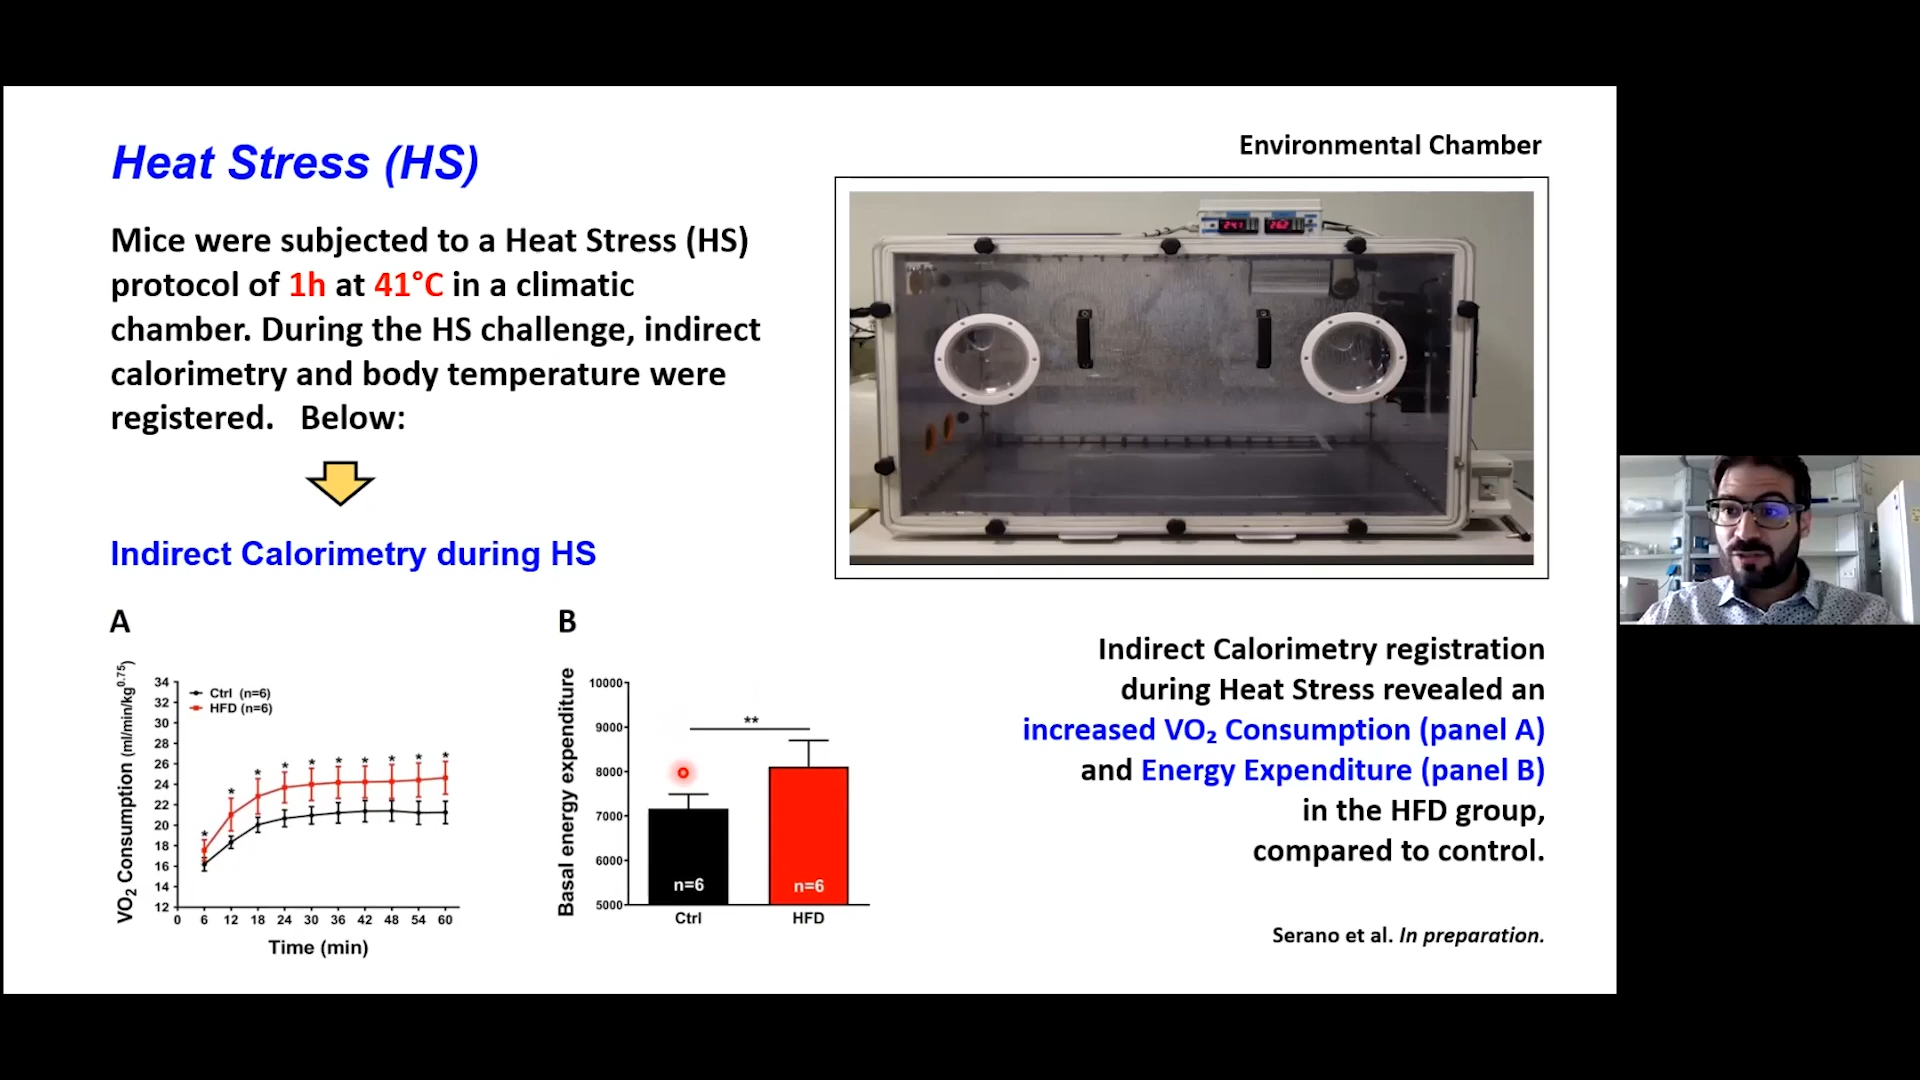 Heat Stress (HS)
Mice were subjected to a Heat Stress (HS)
protocol of 1h at 41°C in a climatic
chamber. During the HS challenge, indirect
calorimetry and body temperature were
registered. Below:
Indirect Calorimetry during HS
Environmental Chamber
A
VO₂ Consumption (ml/min/kg^0.75)
34
32
30
28
26
24
22
20
18
16
14
12
Ctrl (n=6)
HFD (n=6)
* * * * * * * * * *
0 6 12 18 24 30 36 42 48 54 60
Time (min)
B
Basal energy expenditure
10000
9000
8000
7000
6000
5000
**
n=6
n=6
Ctrl HFD
Indirect Calorimetry registration
during Heat Stress revealed an
increased VO₂ Consumption (panel A)
and Energy Expenditure (panel B)
in the HFD group,
compared to control.
Serano et al. In preparation.